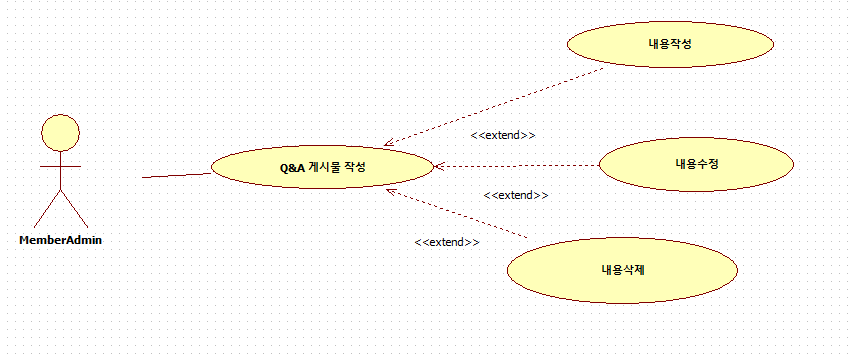 내용작성
<<extend>>
Q&A 게시물 작성
내용수정
<<extend>>
MemberAdmin
<<extend>>
내용삭제